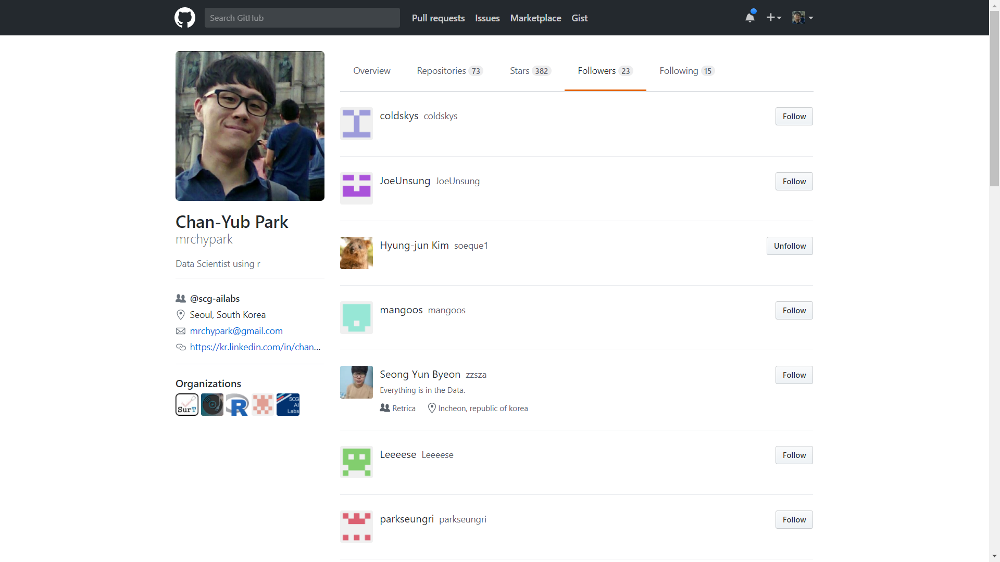 Search GitHub
Pull requests Issues Marketplace Gist
Overview Repositories 73 Stars 382 Followers 23 Following 15
Chan-Yub Park
mrchypark
Data Scientist using r
@scg-ailabs
Seoul, South Korea
mrchypark@gmail.com
https://kr.linkedin.com/in/chan...
Organizations
SurT
R
SCG
AI
Labs
coldskys coldskys
Follow
JoeUnsung JoeUnsung
Follow
Hyung-jun Kim soeque1
Unfollow
mangoos mangoos
Follow
Seong Yun Byeon zzsza
Follow
Everything is in the Data.
Retrica Incheon, republic of korea
Leeeese Leeeese
Follow
parkseungri parkseungri
Follow